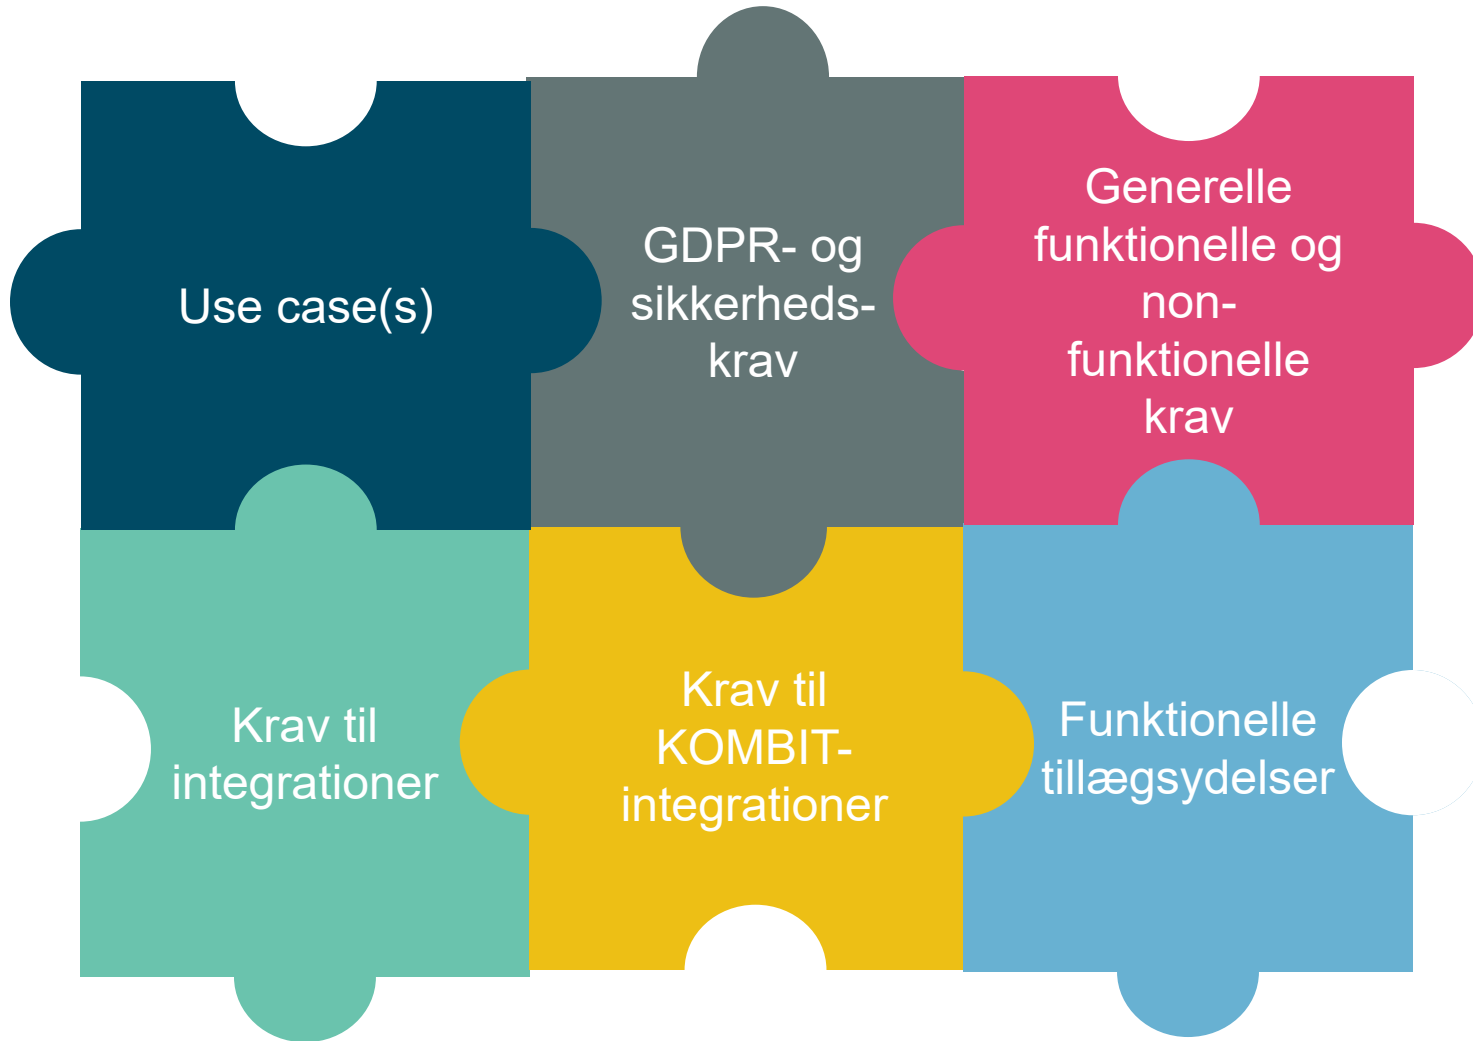 Use case(s)
GDPR- og
sikkerheds-
krav
Generelle
funktionelle og
non-
funktionelle
krav
Krav til
integrationer
Krav til
KOMBIT-
integrationer
Funktionelle
tillægsydelser